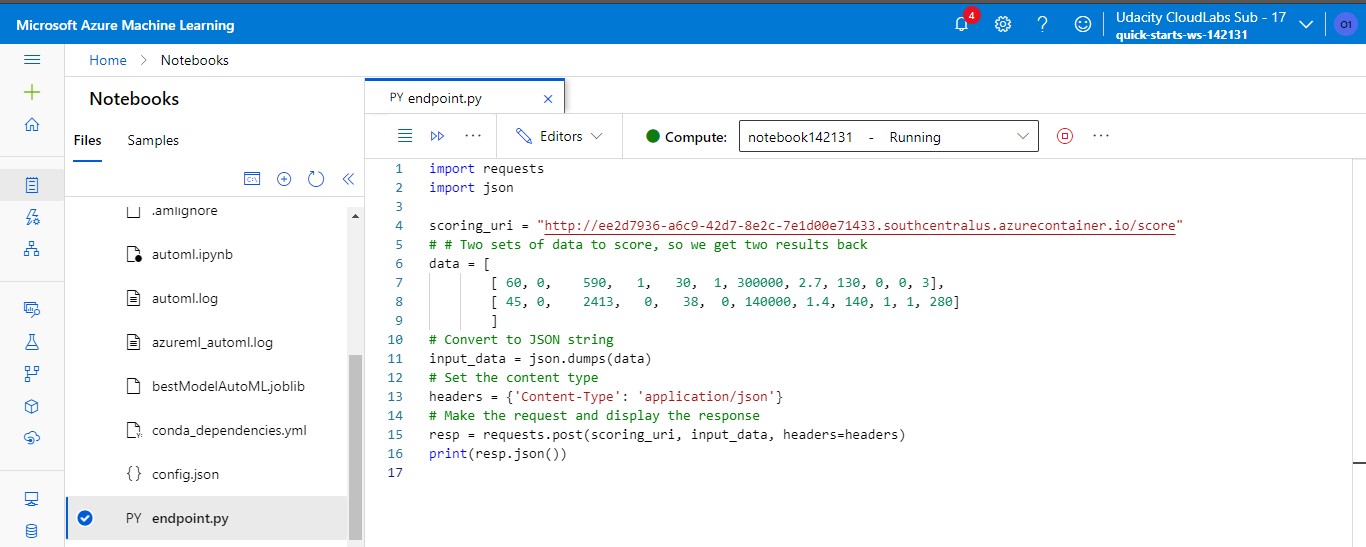 Microsoft Azure Machine Learning
4
Udacity CloudLabs Sub - 17
quick-starts-ws-142131
O1
Home > Notebooks
Notebooks
Files Samples
.amlignore
automl.ipynb
automl.log
azureml_automl.log
bestModelAutoML.joblib
conda_dependencies.yml
{} config.json
PY endpoint.py
PY endpoint.py ×
Editors
Compute: notebook142131 - Running
1 import requests
2 import json
3
4 scoring_uri = "http://ee2d7936-a6c9-42d7-8e2c-7e1d00e71433.southcentralus.azurecontainer.io/score"
5 # # Two sets of data to score, so we get two results back
6 data = [
7 [ 60, 0, 590, 1, 30, 1, 300000, 2.7, 130, 0, 0, 3],
8 [ 45, 0, 2413, 0, 38, 0, 140000, 1.4, 140, 1, 1, 280]
9 ]
10 # Convert to JSON string
11 input_data = json.dumps(data)
12 # Set the content type
13 headers = {'Content-Type': 'application/json'}
14 # Make the request and display the response
15 resp = requests.post(scoring_uri, input_data, headers=headers)
16 print(resp.json())
17